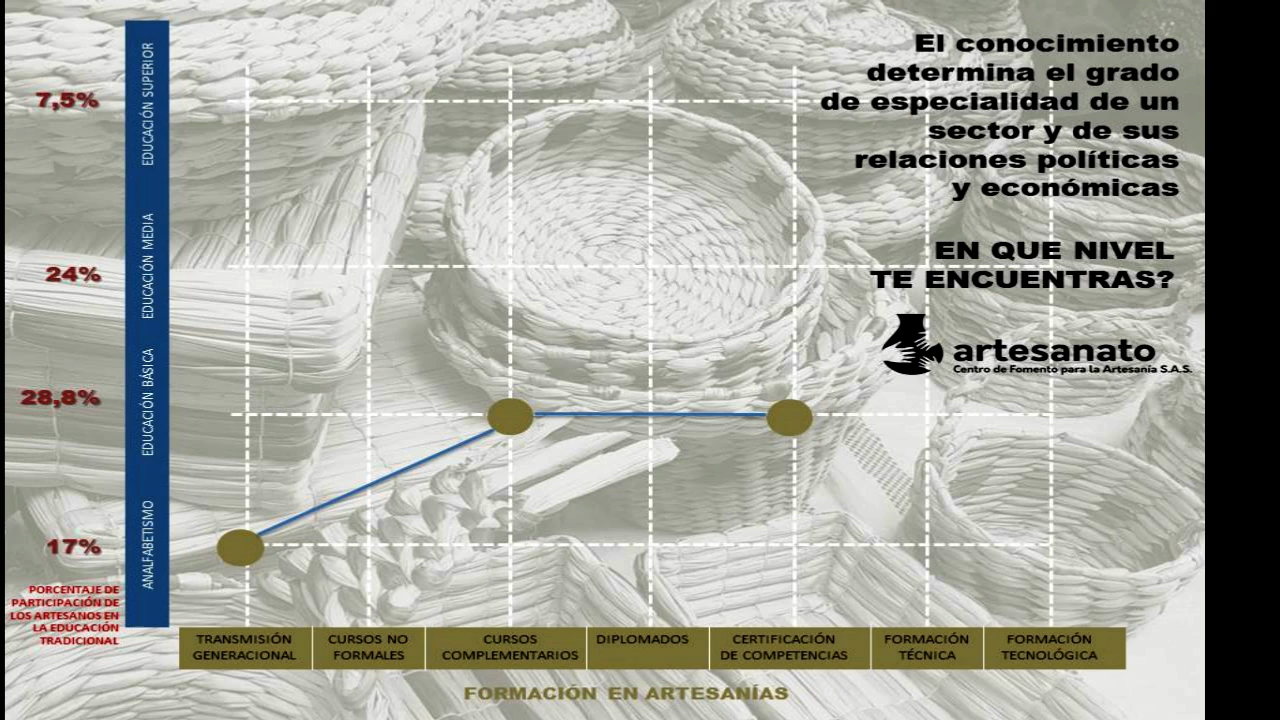 El conocimiento
determina el grado
de especialidad de un
sector y de sus
relaciones políticas
y económicas
EN QUE NIVEL
TE ENCUENTRAS?
artesanato
Centro de Fomento para la Artesanía S.A.S.
7,5%
EDUCACIÓN SUPERIOR
24%
EDUCACIÓN MEDIA
28,8%
EDUCACIÓN BÁSICA
17%
ANALFABETISMO
PORCENTAJE DE
PARTICIPACIÓN DE
LOS ARTESANOS EN
LA EDUCACIÓN
TRADICIONAL
TRANSMISIÓN
GENERACIONAL
CURSOS NO
FORMALES
CURSOS
COMPLEMENTARIOS
DIPLOMADOS
CERTIFICACIÓN
DE COMPETENCIAS
FORMACIÓN
TÉCNICA
FORMACIÓN
TECNOLÓGICA
FORMACIÓN EN ARTESANÍAS